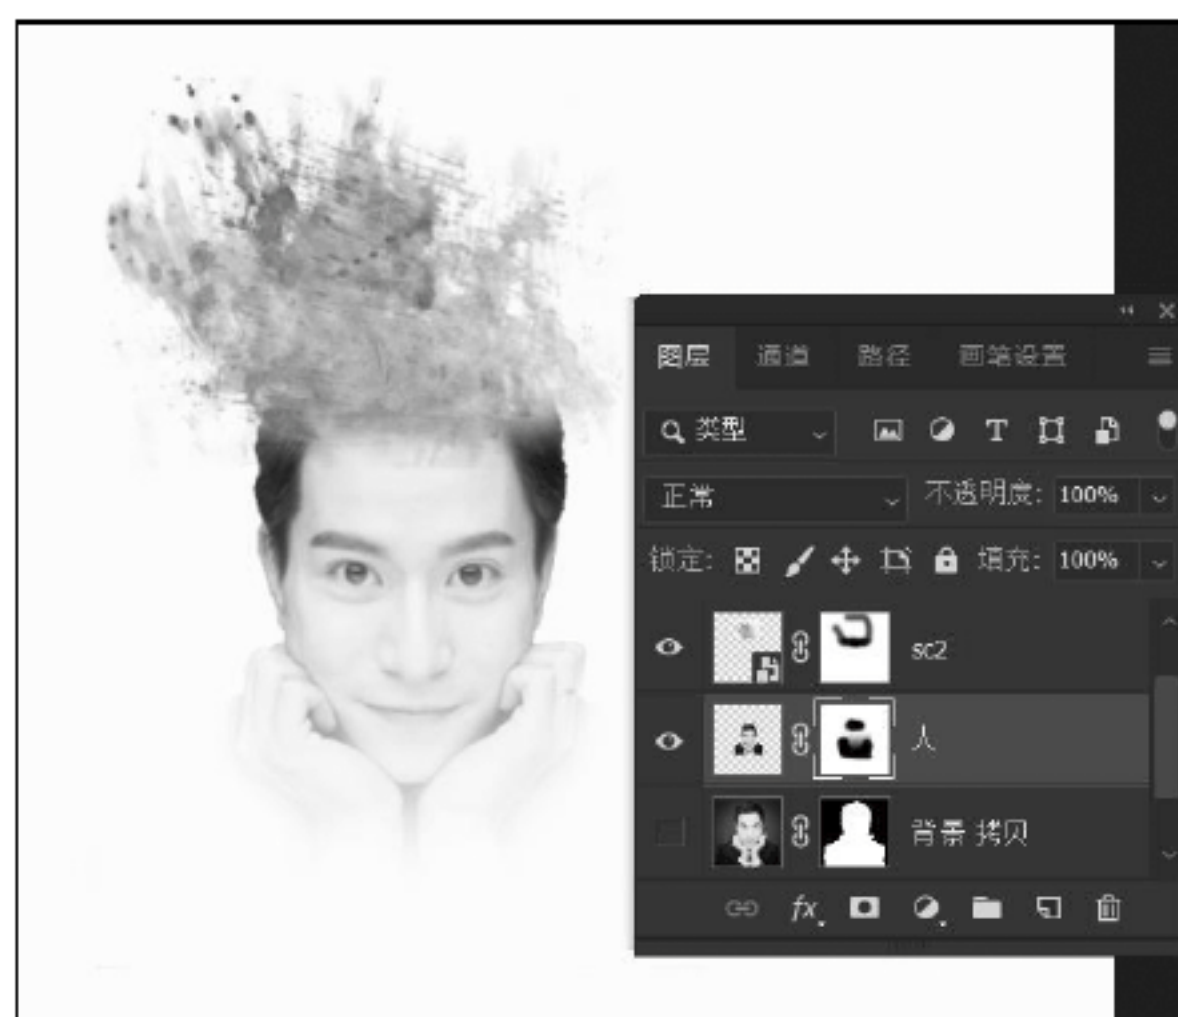 图层 通道 路径 画笔设置
类型
正常 不透明度: 100%
锁定: 填充: 100%
sc2
人
背景 拷贝
fx